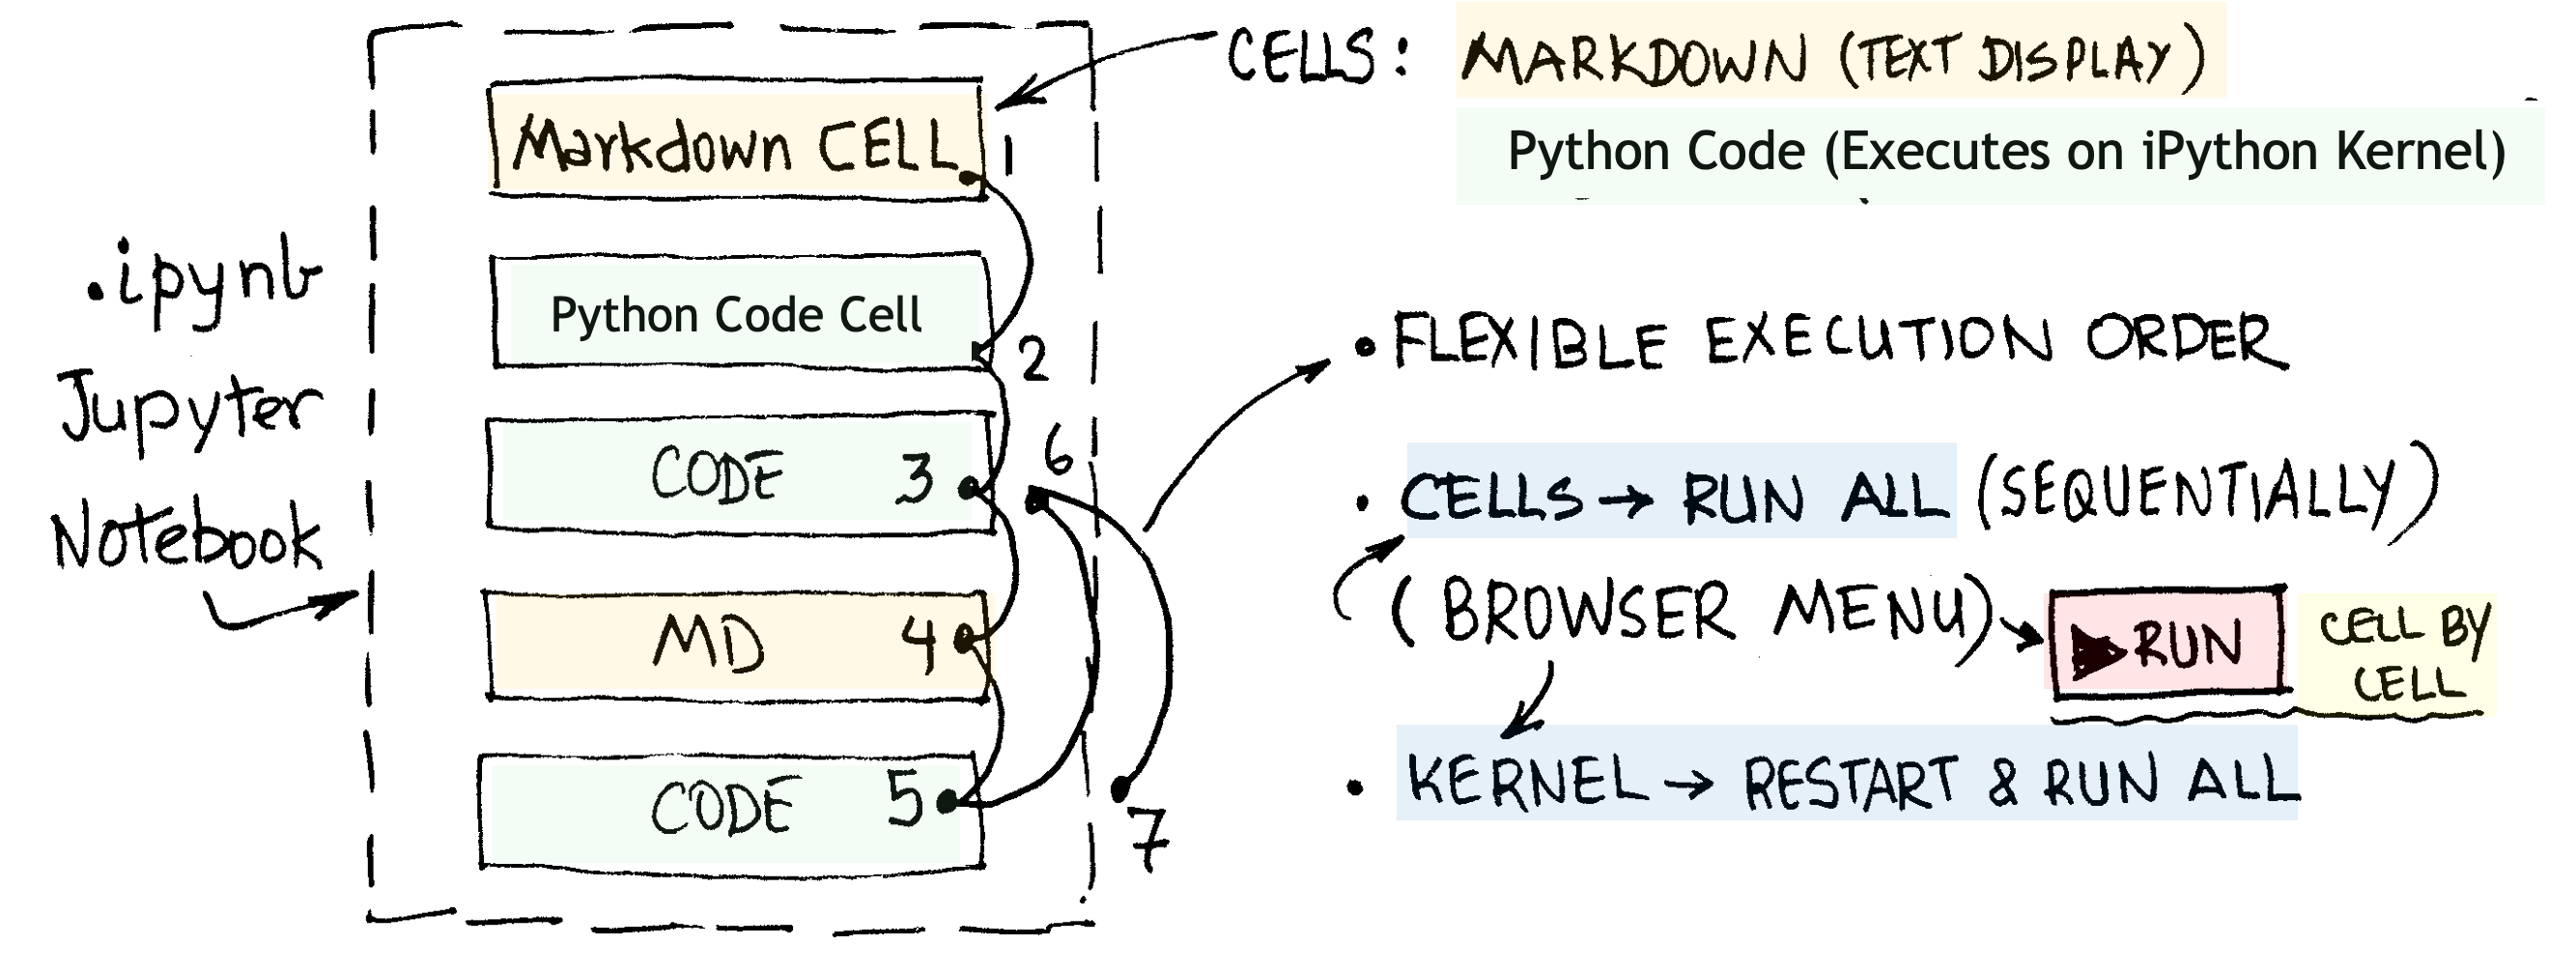 .ipynb
Jupyter
Notebook
Markdown CELL
1
Python Code Cell
2
CODE 3
6
MD 4
CODE 5
7
CELLS: MARKDOWN (TEXT DISPLAY)
Python Code (Executes on iPython Kernel)
• FLEXIBLE EXECUTION ORDER
• CELLS → RUN ALL (SEQUENTIALLY)
(BROWSER MENU)
▶ RUN
CELL BY
CELL
• KERNEL → RESTART & RUN ALL